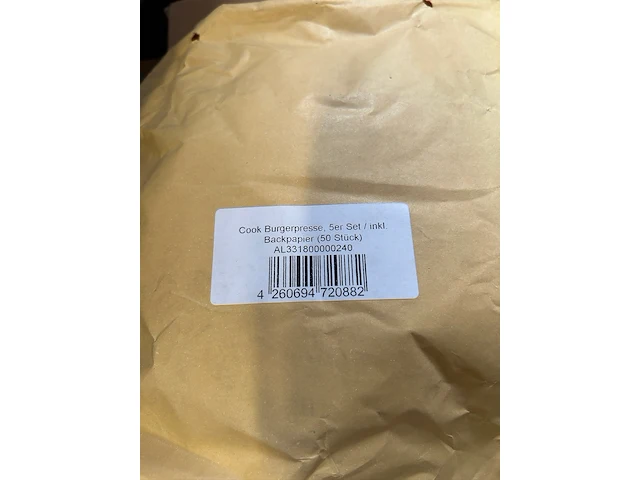 Cook Burgerpresse, 5er Set / inkl.
Backpapier (50 Stück)
AL331800000240
4 260694 720882